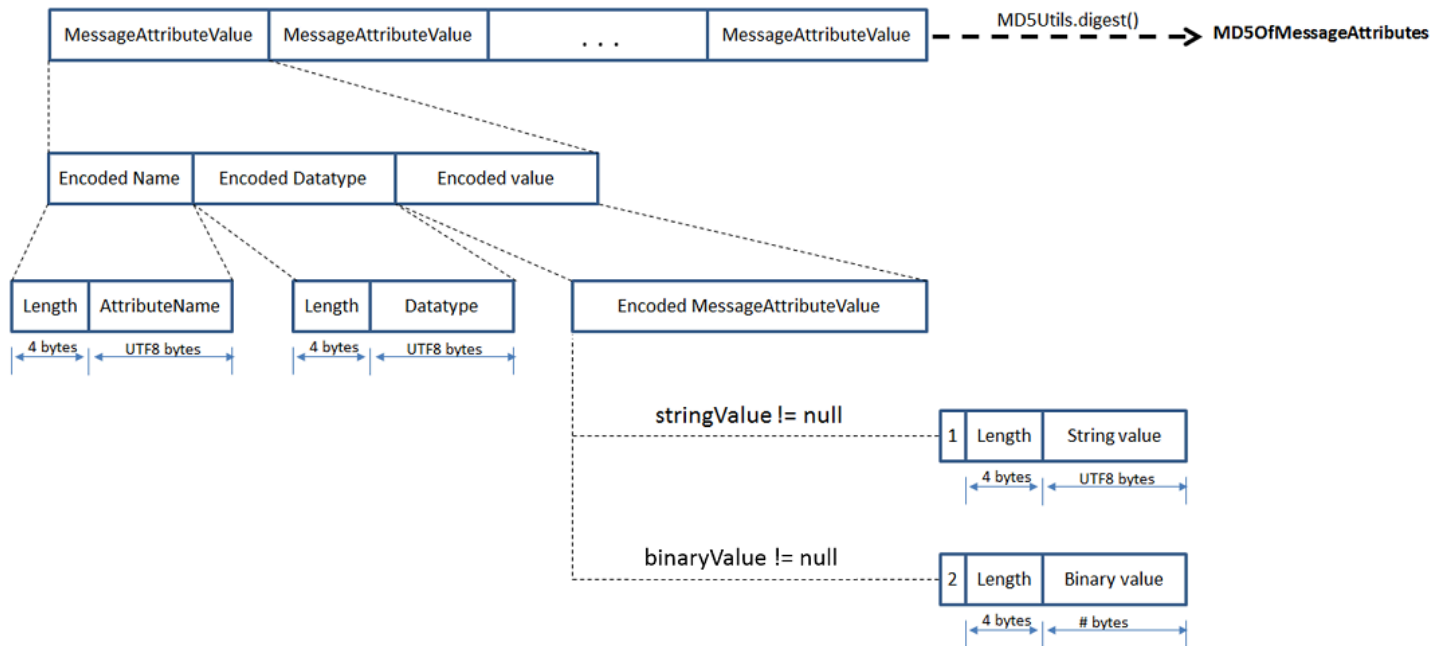 MessageAttributeValue MessageAttributeValue . . . MessageAttributeValue MD5Utils.digest() MD5OfMessageAttributes
Encoded Name Encoded Datatype Encoded value
Length AttributeName Length Datatype Encoded MessageAttributeValue
4 bytes UTF8 bytes 4 bytes UTF8 bytes
stringValue != null 1 Length String value
4 bytes UTF8 bytes
binaryValue != null 2 Length Binary value
4 bytes # bytes